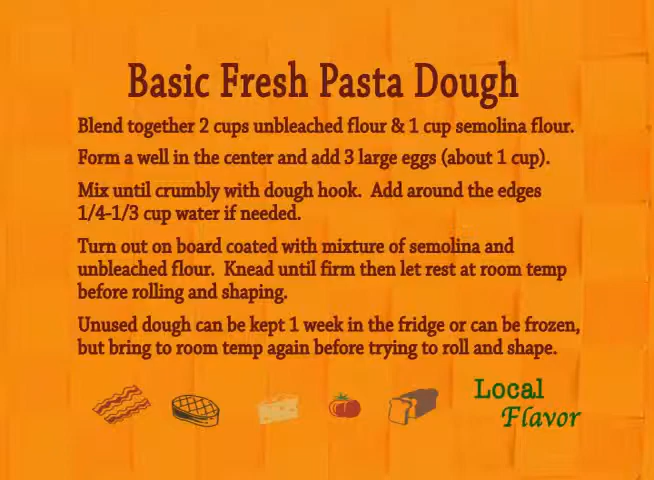 Basic Fresh Pasta Dough
Blend together 2 cups unbleached flour & 1 cup semolina flour.
Form a well in the center and add 3 large eggs (about 1 cup).
Mix until crumbly with dough hook.  Add around the edges
1/4-1/3 cup water if needed.
Turn out on board coated with mixture of semolina and
unbleached flour.  Knead until firm then let rest at room temp
before rolling and shaping.
Unused dough can be kept 1 week in the fridge or can be frozen,
but bring to room temp again before trying to roll and shape.
Local
Flavor